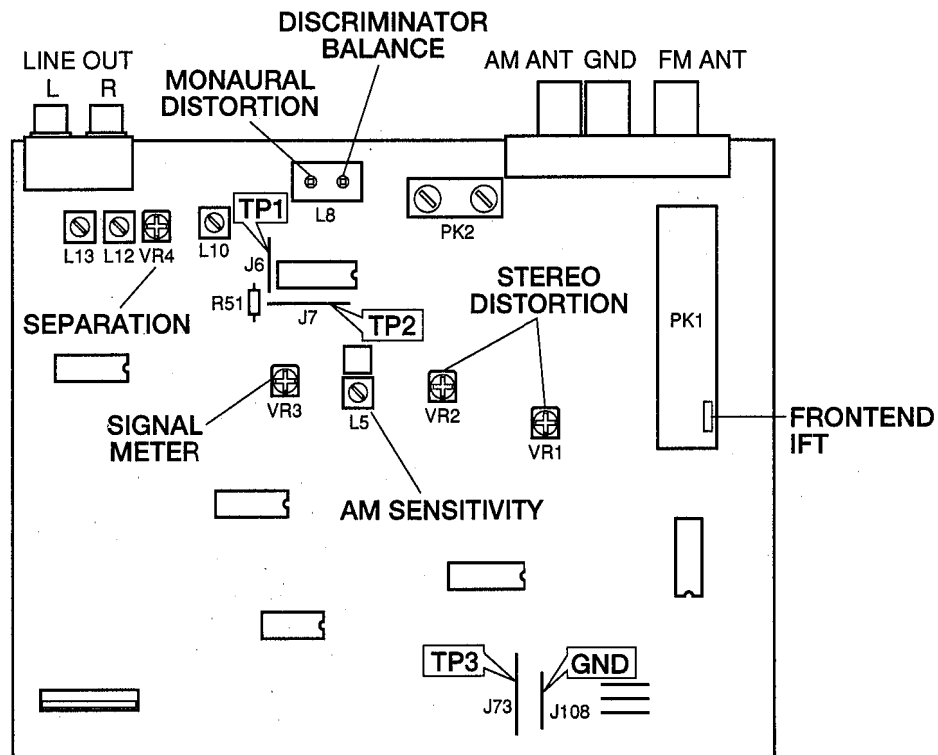 DISCRIMINATOR
BALANCE
LINE OUT
L R
MONAURAL
DISTORTION
AM ANT GND FM ANT
L8
TP1
PK2
L13 L12 VR4
L10
J6
R51
J7
TP2
SEPARATION
STEREO
DISTORTION
PK1
VR3
L5
VR2
VR1
SIGNAL
METER
FRONTEND
IFT
AM SENSITIVITY
TP3
GND
J73
J108